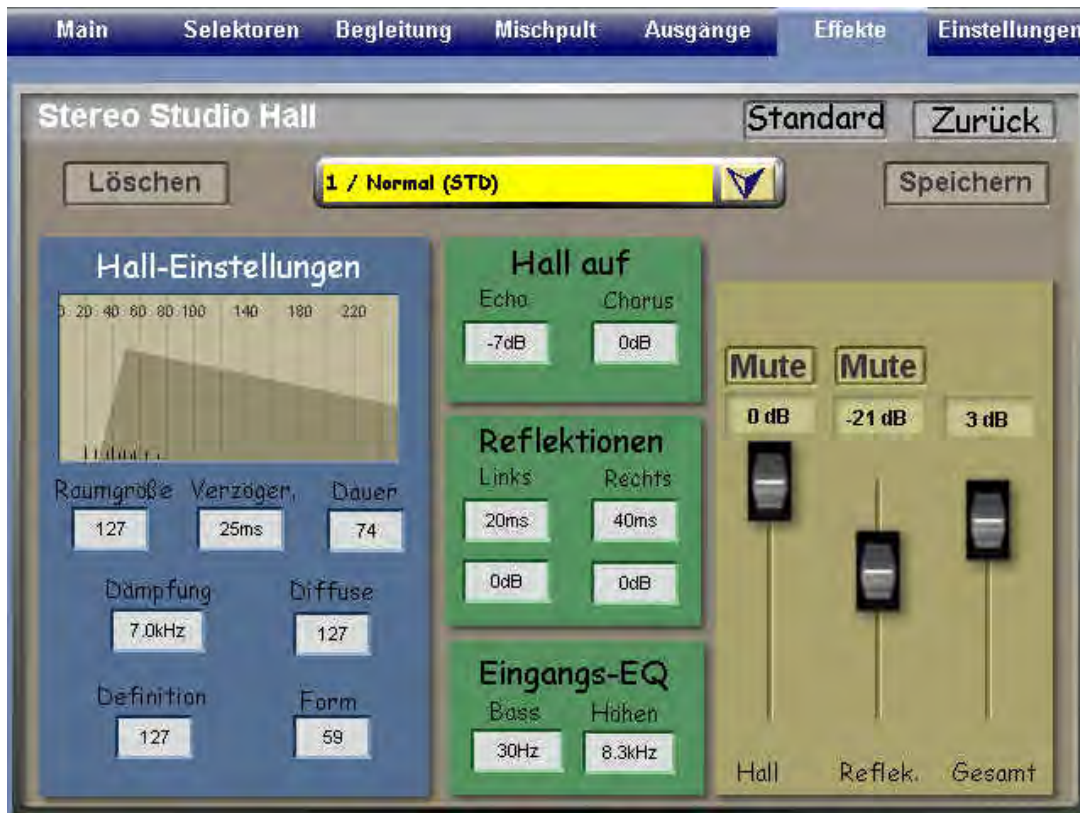 Main Selektoren Begleitung Mischpult Ausgänge Effekte Einstellungen
Stereo Studio Hall Standard Zurück
Löschen 1 / Normal (STD) Speichern
Hall-Einstellungen
0 20 40 60 80 100 140 180 220
Raumgröße Verzöger. Dauer
127 25ms 74
Dämpfung Diffuse
7.0kHz 127
Definition Form
127 59
Hall auf
Echo Chorus
-7dB 0dB
Reflektionen
Links Rechts
20ms 40ms
0dB 0dB
Eingangs-EQ
Bass Höhen
30Hz 8.3kHz
Mute Mute
0 dB -21 dB 3 dB
Hall Reflek. Gesamt